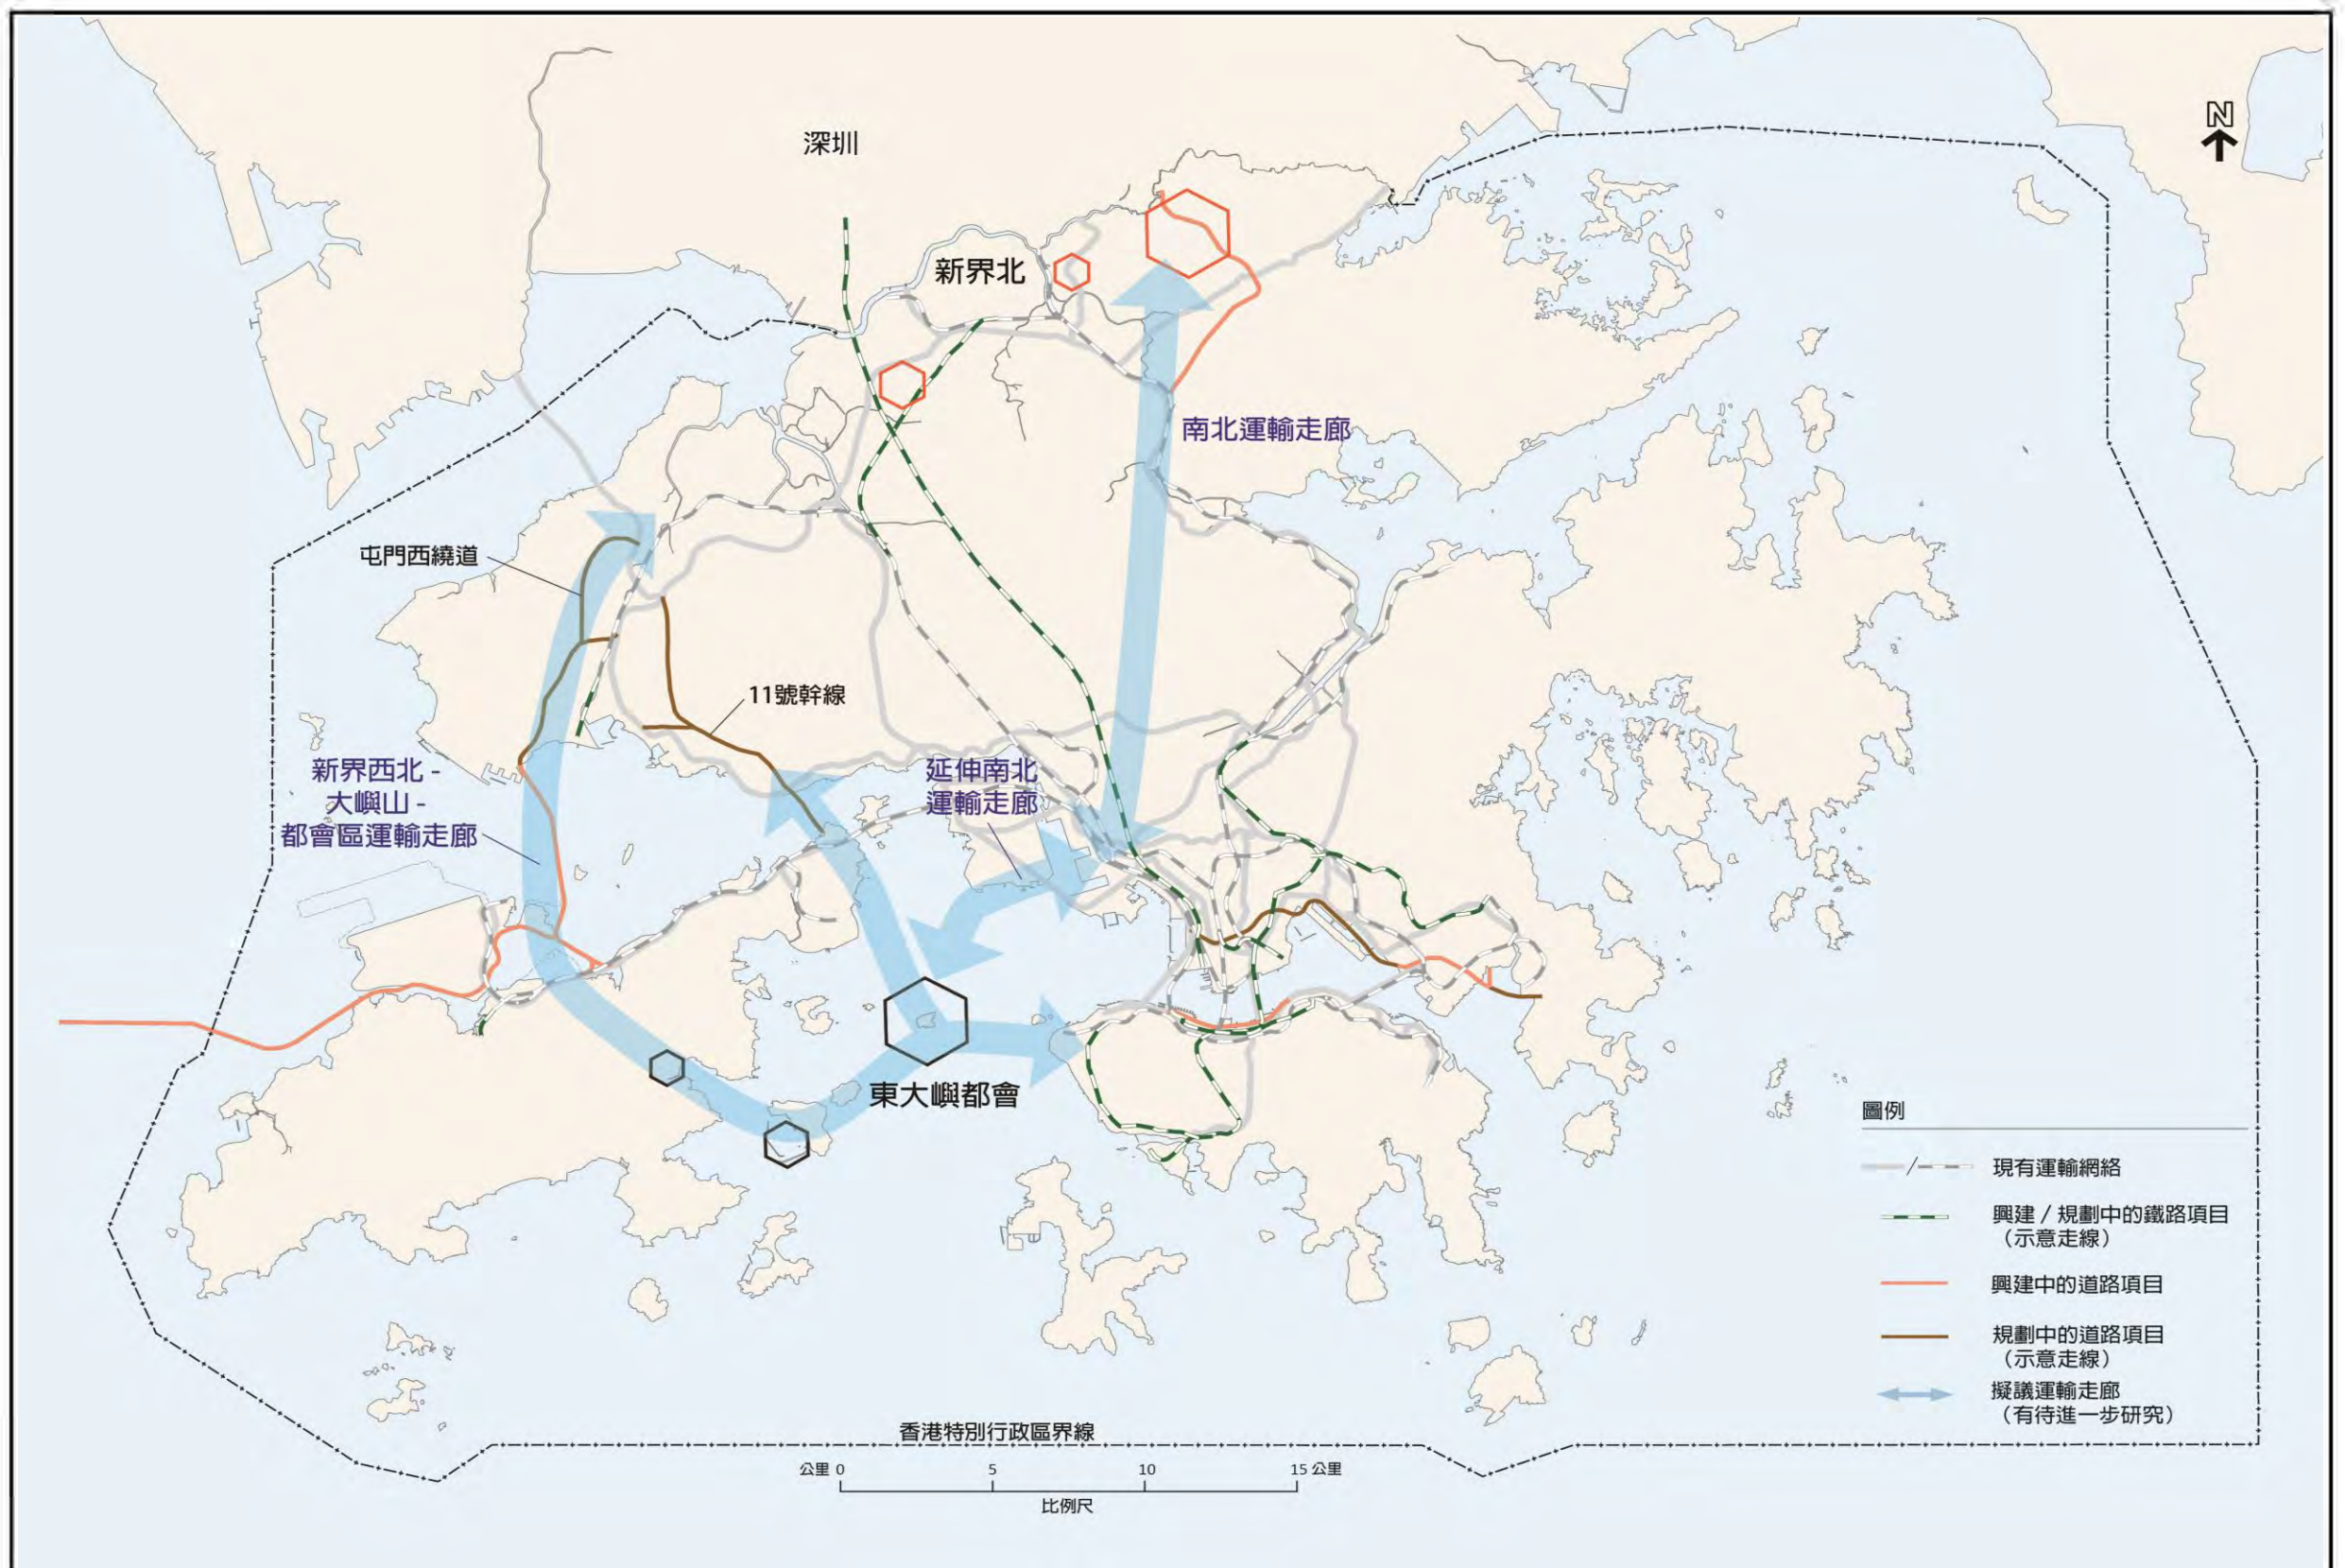 N
深圳
新界北
南北運輸走廊
屯門西繞道
11號幹線
新界西北 -
大嶼山 -
都會區運輸走廊
延伸南北
運輸走廊
東大嶼都會
圖例
現有運輸網絡
興建 / 規劃中的鐵路項目
（示意走線）
興建中的道路項目
規劃中的道路項目
（示意走線）
擬議運輸走廊
（有待進一步研究）
香港特別行政區界線
公里 0 5 10 15 公里
比例尺